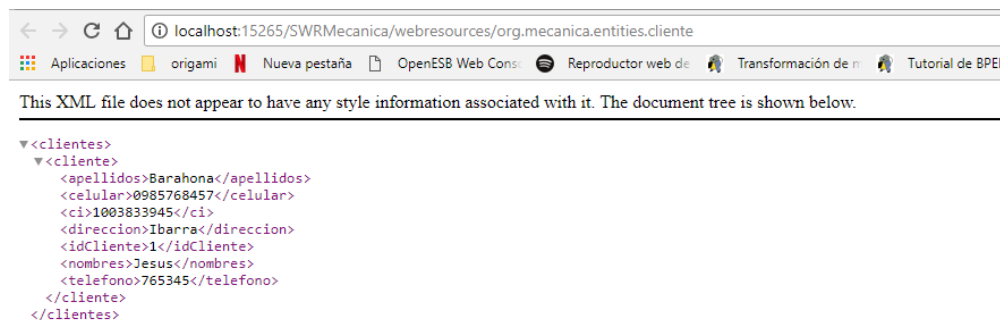 localhost:15265/SWRMecanica/webresources/org.mecanica.entities.cliente
Aplicaciones origami Nueva pestaña OpenESB Web Cons Reproductor web de Transformación de Tutorial de BPE
This XML file does not appear to have any style information associated with it. The document tree is shown below.
▼<clientes>
▼<cliente>
<apellidos>Barahona</apellidos>
<celular>0985768457</celular>
<ci>1003833945</ci>
<direccion>Ibarra</direccion>
<idCliente>1</idCliente>
<nombres>Jesus</nombres>
<telefono>765345</telefono>
</cliente>
</clientes>